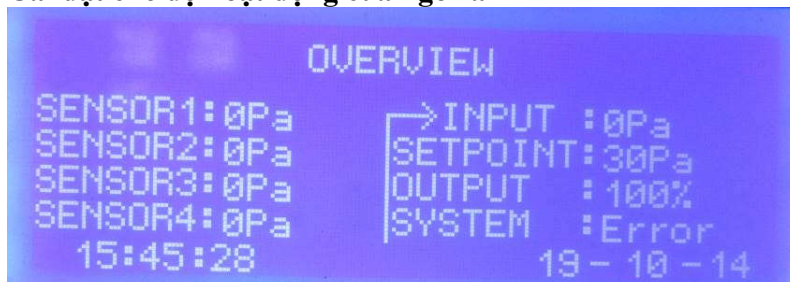 OVERVIEW
SENSOR1:0Pa
SENSOR2:0Pa
SENSOR3:0Pa
SENSOR4:0Pa
→INPUT :0Pa
SETPOINT:30Pa
OUTPUT :100%
SYSTEM :Error
15:45:28
19-10-14